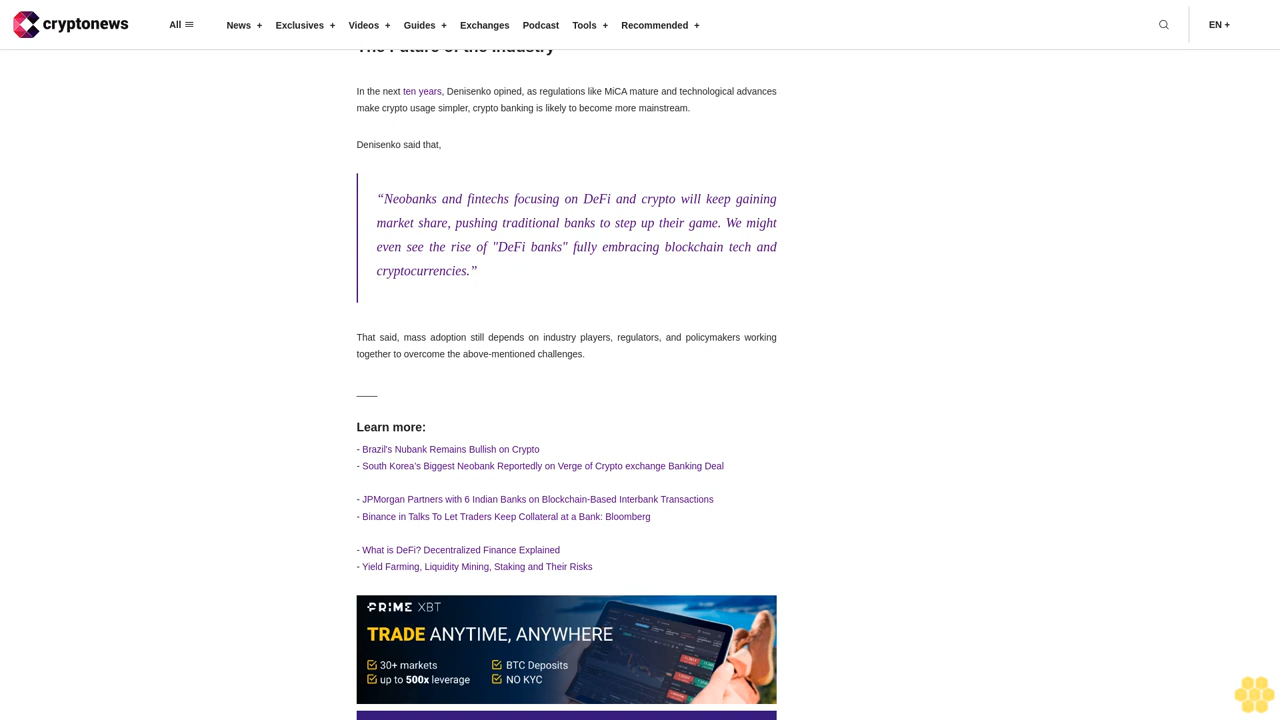 cryptonews
All
News +
Exclusives +
Videos +
Guides +
Exchanges
Podcast
Tools +
Recommended +
EN +
The Future of the Industry
In the next ten years, Denisenko opined, as regulations like MiCA mature and technological advances
make crypto usage simpler, crypto banking is likely to become more mainstream.
Denisenko said that,
“Neobanks and fintechs focusing on DeFi and crypto will keep gaining
market share, pushing traditional banks to step up their game. We might
even see the rise of "DeFi banks" fully embracing blockchain tech and
cryptocurrencies.”
That said, mass adoption still depends on industry players, regulators, and policymakers working
together to overcome the above-mentioned challenges.
____
Learn more:
- Brazil's Nubank Remains Bullish on Crypto
- South Korea’s Biggest Neobank Reportedly on Verge of Crypto exchange Banking Deal
- JPMorgan Partners with 6 Indian Banks on Blockchain-Based Interbank Transactions
- Binance in Talks To Let Traders Keep Collateral at a Bank: Bloomberg
- What is DeFi? Decentralized Finance Explained
- Yield Farming, Liquidity Mining, Staking and Their Risks
PRIME XBT
TRADE ANYTIME, ANYWHERE
30+ markets
BTC Deposits
up to 500x leverage
NO KYC